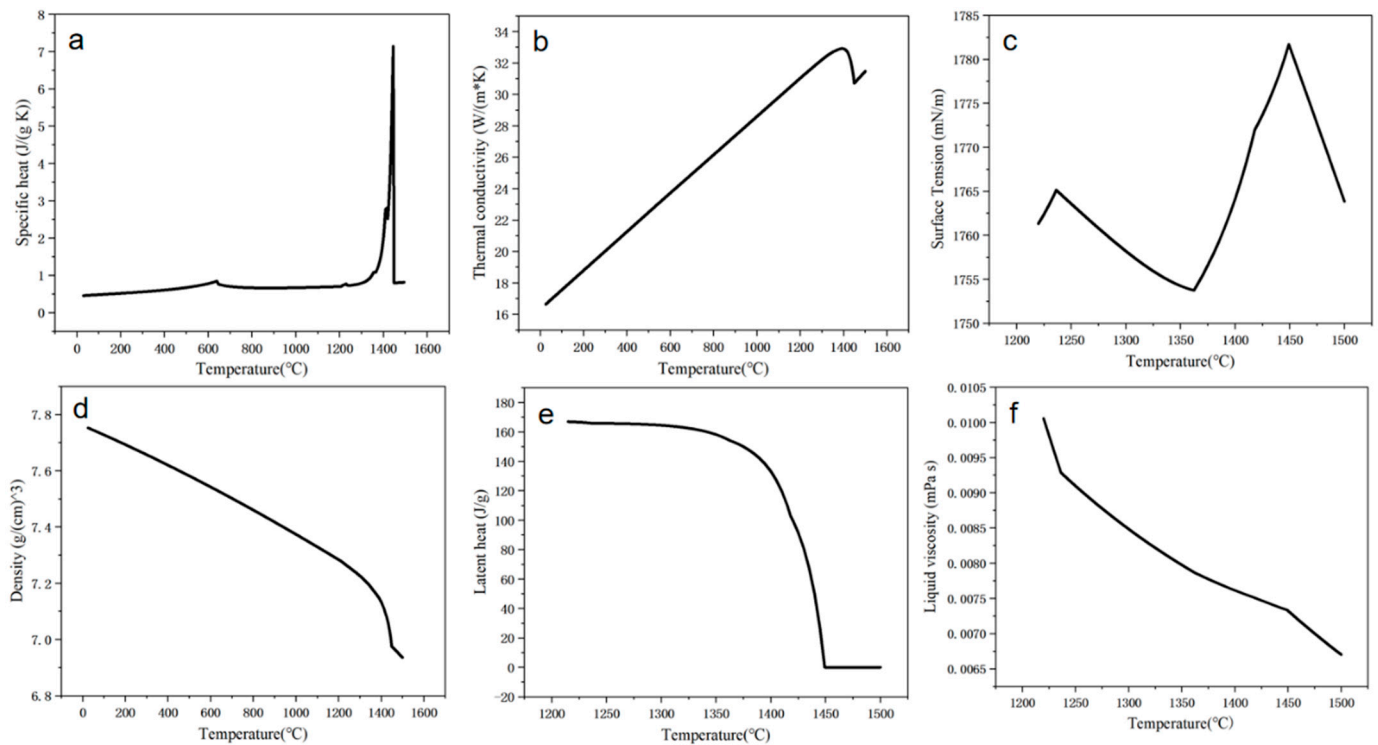 a
Specific heat (J/(g K))
8
7
6
5
4
3
2
1
0
0 200 400 600 800 1000 1200 1400 1600
Temperature(℃)
b
Thermal conductivity (W/(m*K)
34
32
30
28
26
24
22
20
18
16
0 200 400 600 800 1000 1200 1400 1600
Temperature(℃)
c
Surface Tension (mN/m)
1785
1780
1775
1770
1765
1760
1755
1750
1200 1250 1300 1350 1400 1450 1500
Temperature(℃)
d
Density (g/(cm)^3)
7.8
7.6
7.4
7.2
7.0
6.8
0 200 400 600 800 1000 1200 1400 1600
Temperature(℃)
e
Latent heat (J/g)
180
160
140
120
100
80
60
40
20
0
-20
1200 1250 1300 1350 1400 1450 1500
Temperature(℃)
f
Liquid viscosity (mPa s)
0.0105
0.0100
0.0095
0.0090
0.0085
0.0080
0.0075
0.0070
0.0065
1200 1250 1300 1350 1400 1450 1500
Temperature(℃)